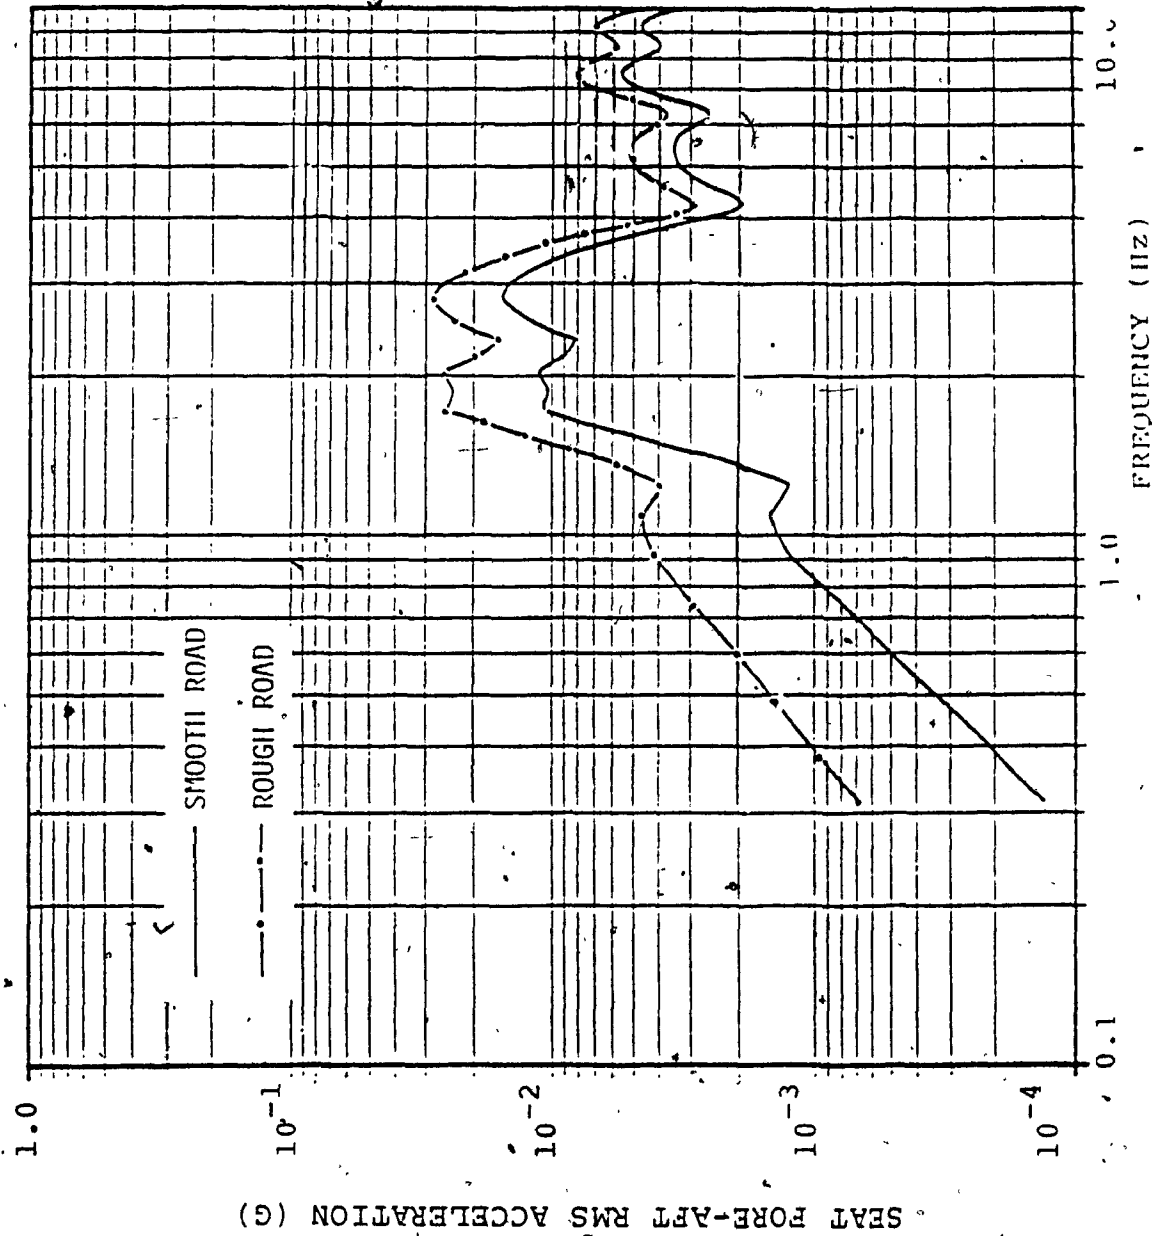 SMOOTH ROAD
ROUGH ROAD
1.0
10-1
10-2
10-3
10-4
SEAT FORE-AFT RMS ACCELERATION (G)
0.1
1.0
FREQUENCY (Hz)